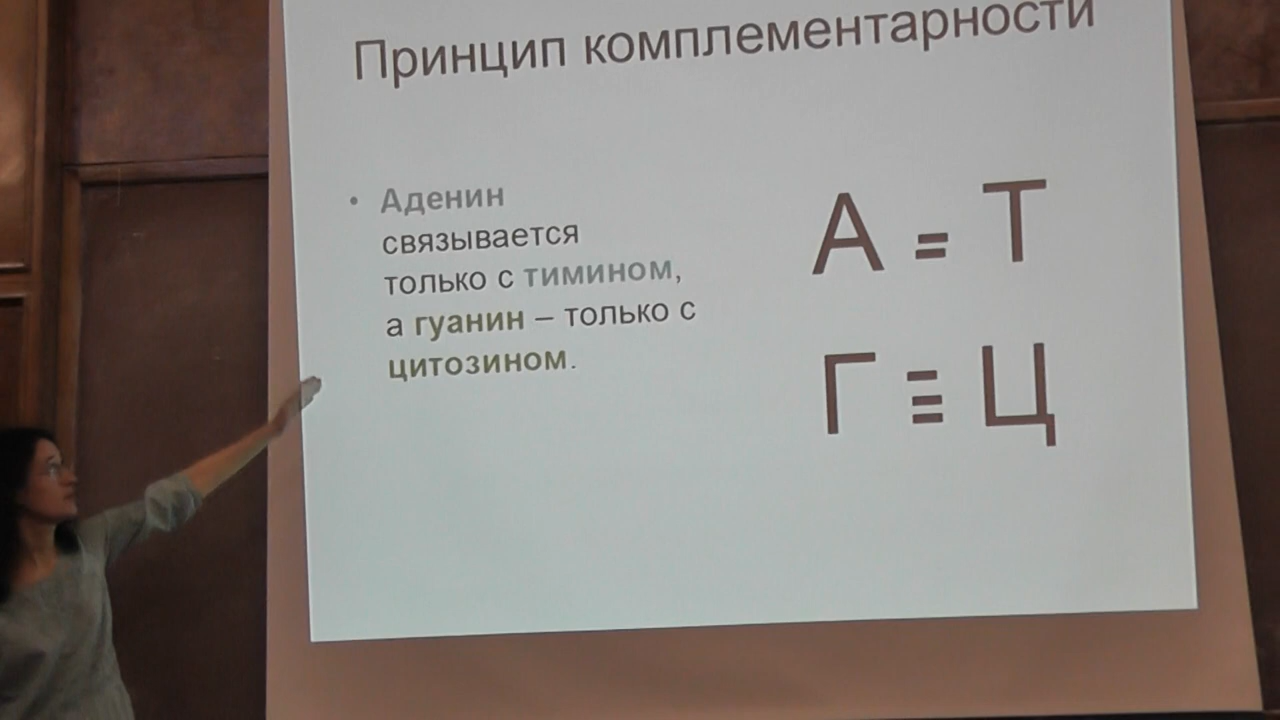 Принцип комплементарности
• Аденин
связывается
только с тимином,
а гуанин – только с
цитозином.
А = Т
Г ≡ Ц